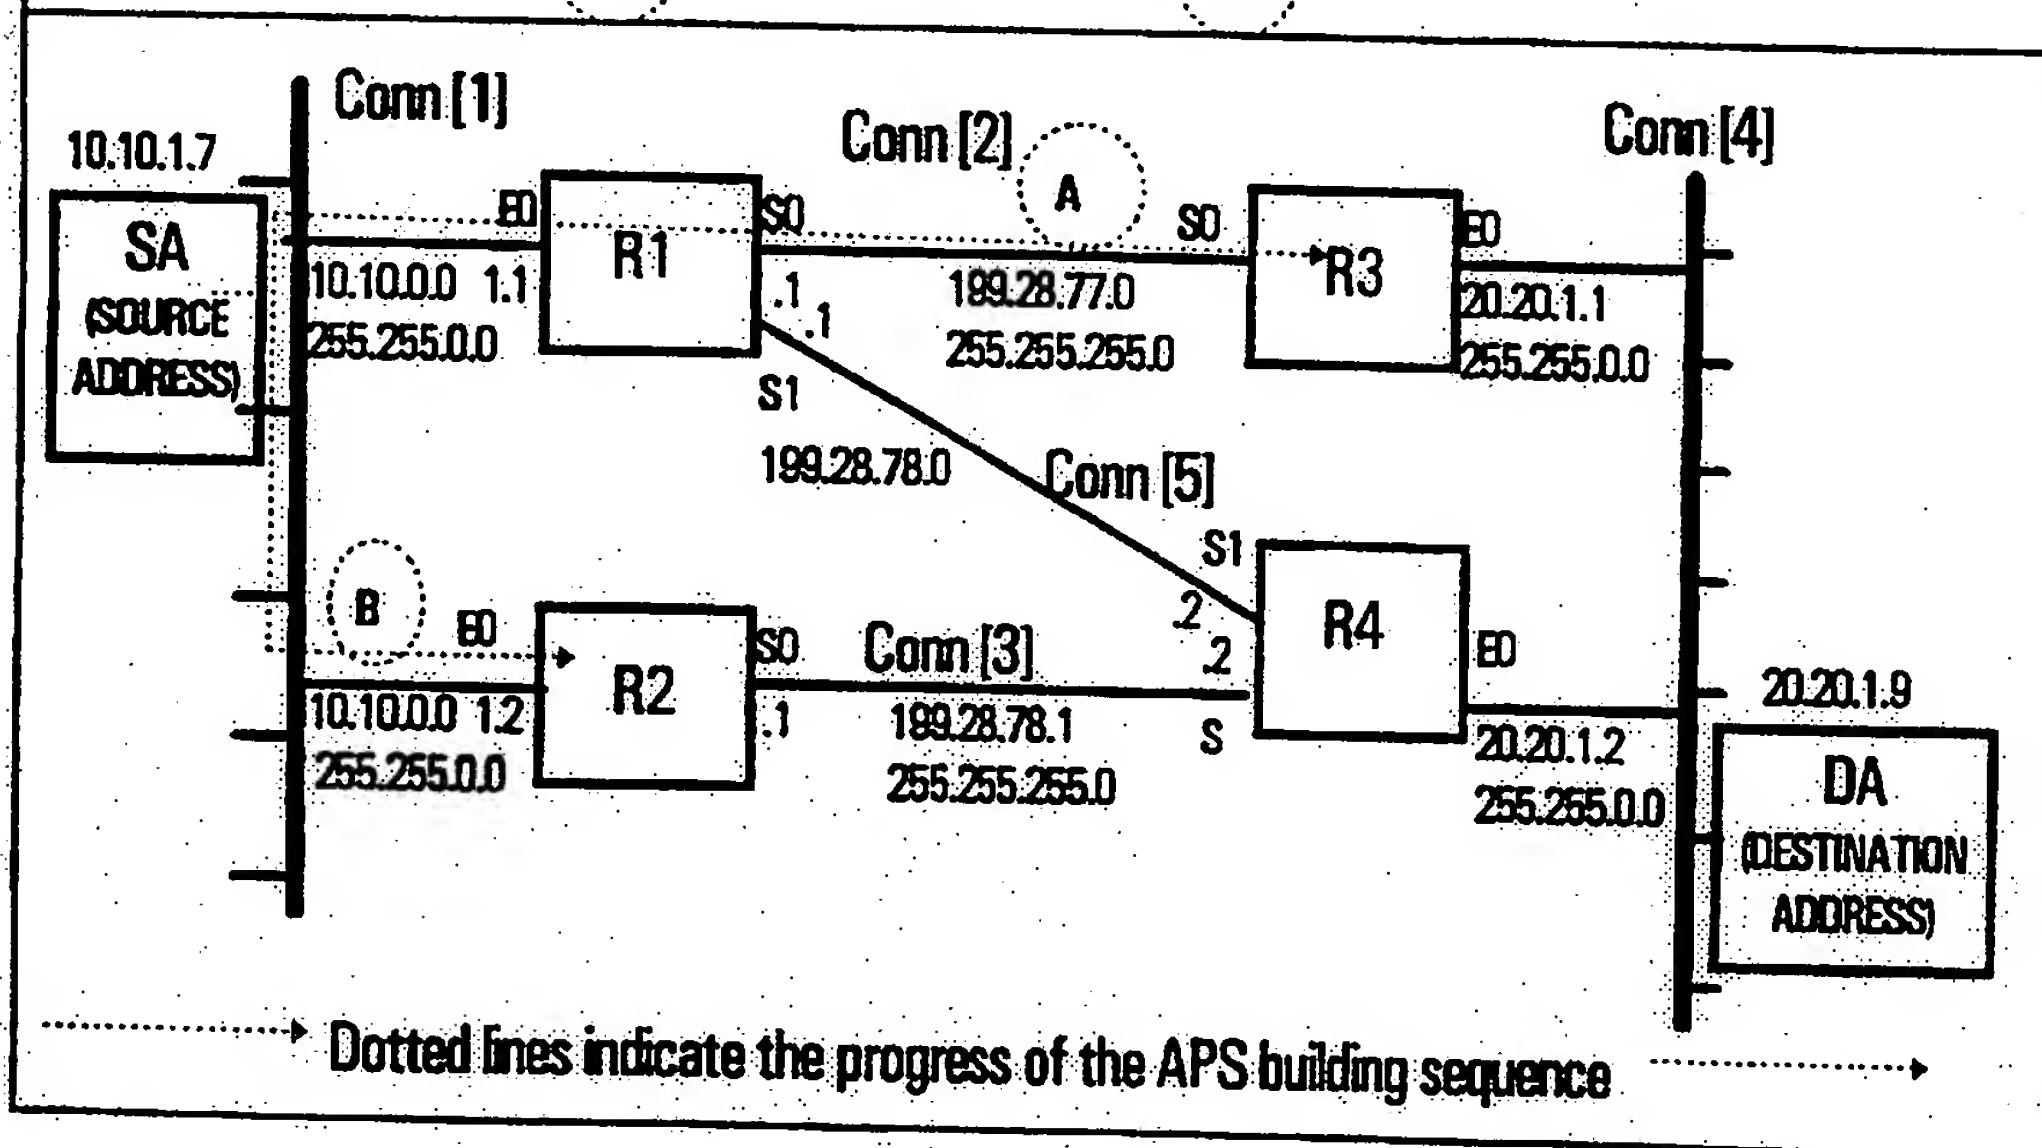 Conn [1]
10.10.1.7
SA
(SOURCE
ADDRESS)
E0
10.10.0.0 1.1
255.255.0.0
R1
S0
.1
.1
S1
Conn [2]
A
199.28.77.0
255.255.255.0
S0
R3
E0
20.20.1.1
255.255.0.0
Conn [4]
199.28.78.0
Conn [5]
S1
.2
B
E0
10.10.0.0 1.2
255.255.0.0
R2
S0
.1
Conn [3]
199.28.78.1
255.255.255.0
.2
S
R4
E0
20.20.1.2
255.255.0.0
20.20.1.9
DA
(DESTINATION
ADDRESS)
Dotted lines indicate the progress of the APS building sequence